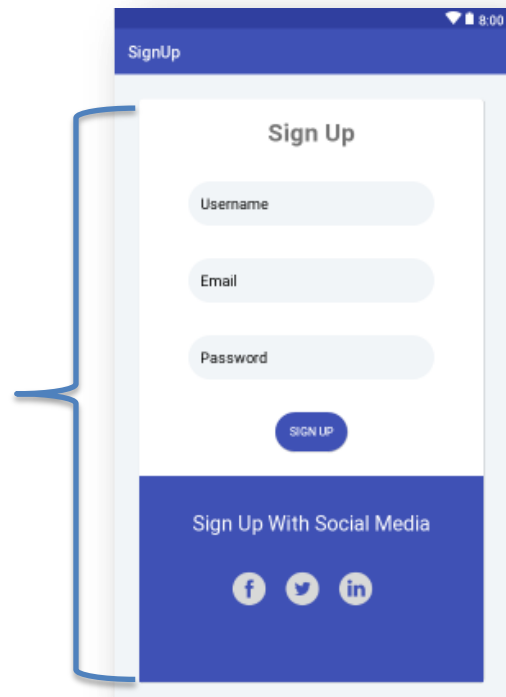 8:00
SignUp
Sign Up
Username
Email
Password
SIGN UP
Sign Up With Social Media
f in